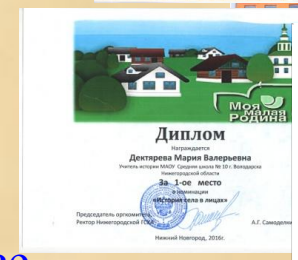 Моя
малая
Родина
Диплом
Награждается
Дектярева Мария Валерьевна
Учитель истории МАОУ Средняя школа № 10 г. Володарска
Нижегородской области
За 1-ое место
в номинации
«История села в лицах»
Председатель оргкомитета,
Ректор Нижегородской ГСХА
А.Г. Самоделкин
Нижний Новгород, 2016г.